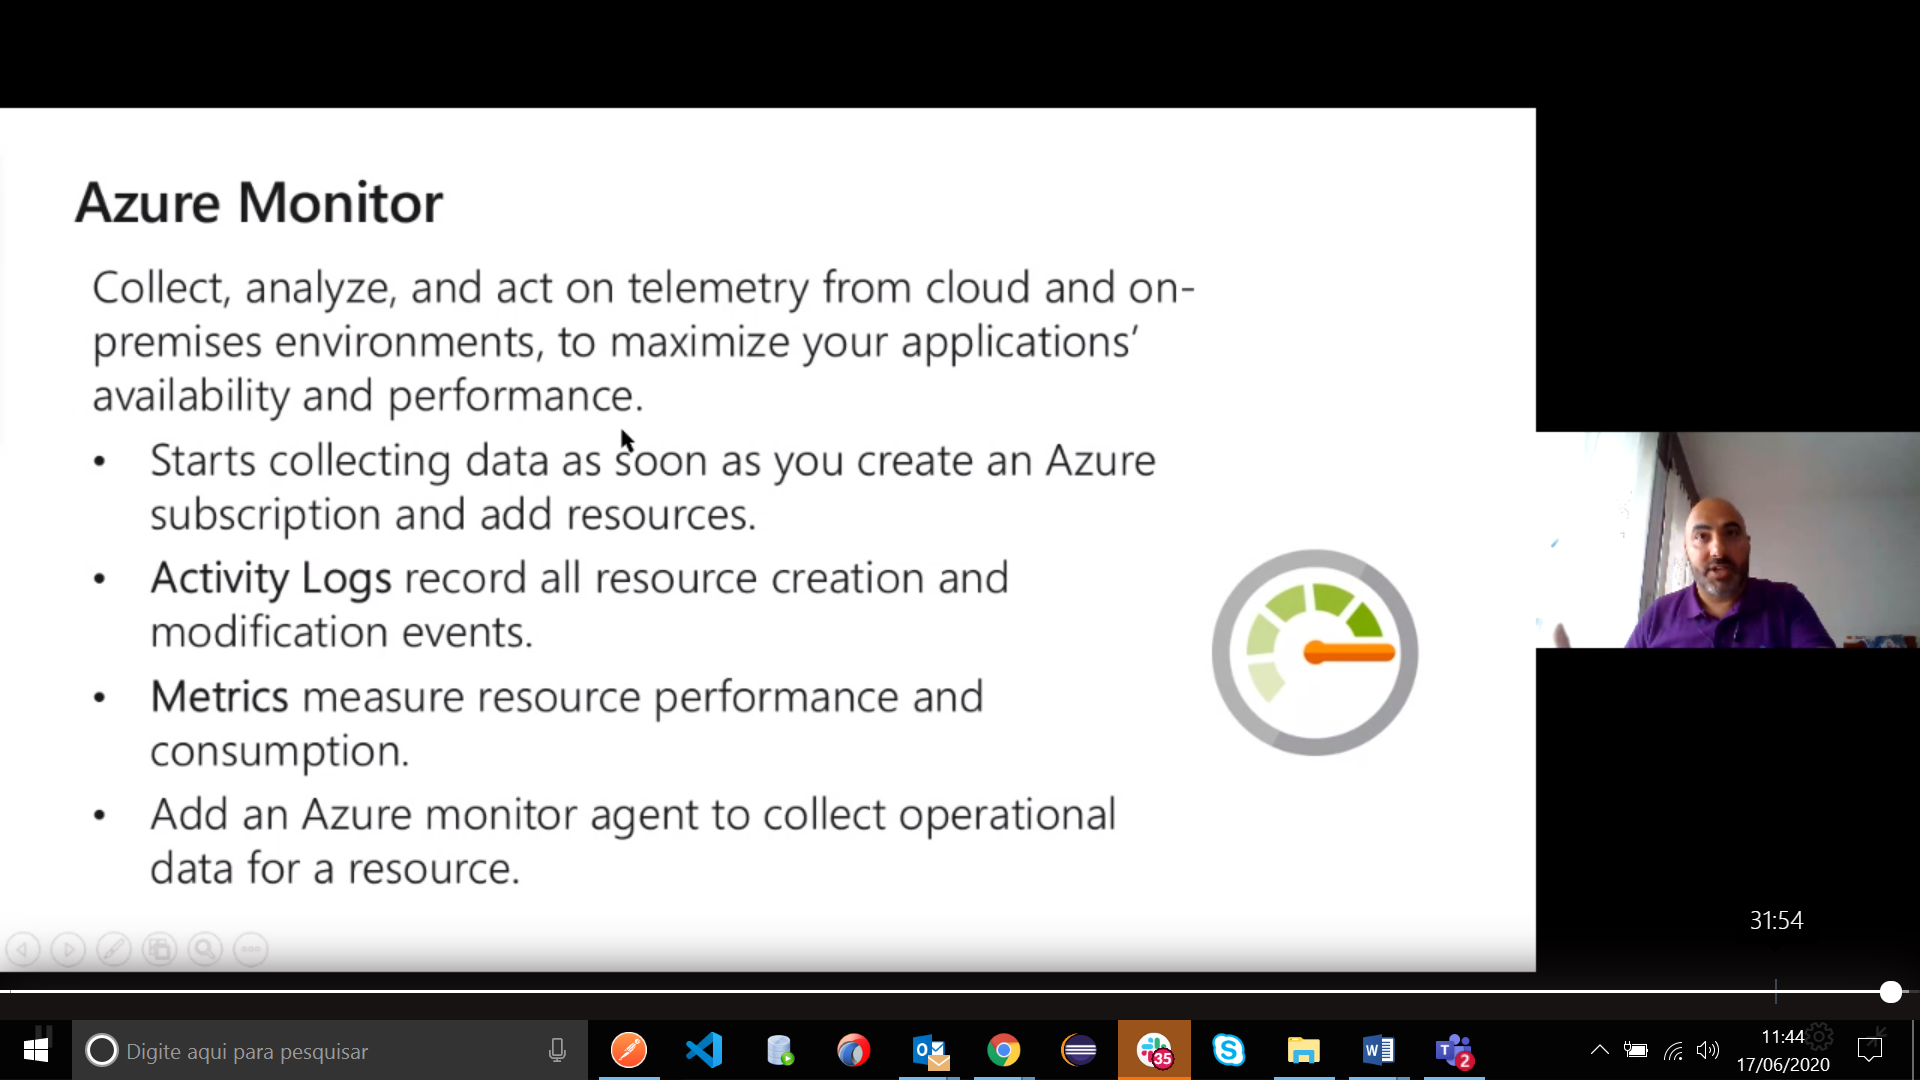 Azure Monitor
Collect, analyze, and act on telemetry from cloud and on-
premises environments, to maximize your applications’
availability and performance.
• Starts collecting data as soon as you create an Azure
subscription and add resources.
• Activity Logs record all resource creation and
modification events.
• Metrics measure resource performance and
consumption.
• Add an Azure monitor agent to collect operational
data for a resource.
31:54
Digite aqui para pesquisar
35
2
11:44
17/06/2020